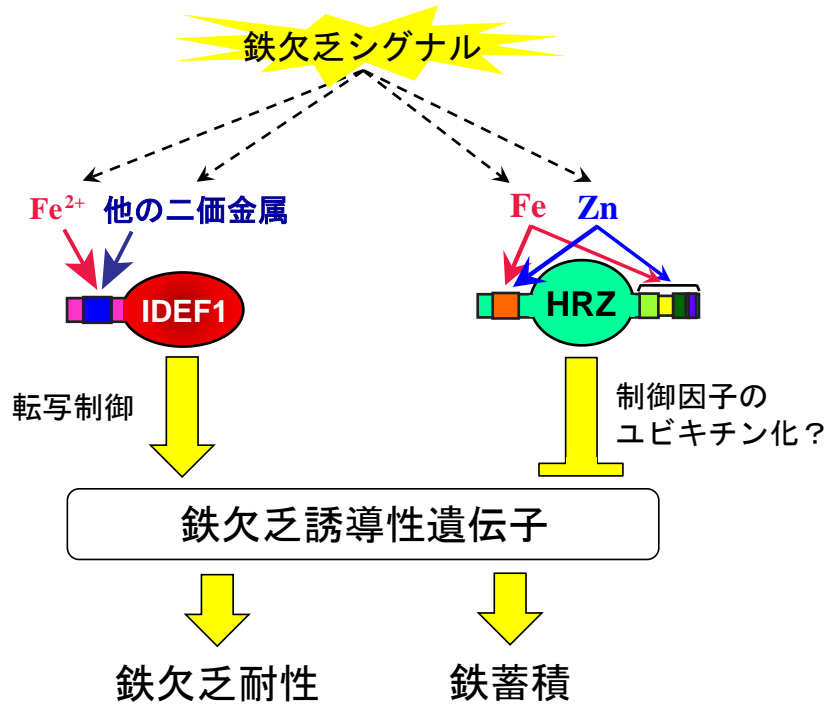 鉄欠乏シグナル
Fe²⁺ 他の二価金属
Fe Zn
IDEF1
HRZ
転写制御
制御因子の
ユビキチン化？
鉄欠乏誘導性遺伝子
鉄欠乏耐性
鉄蓄積